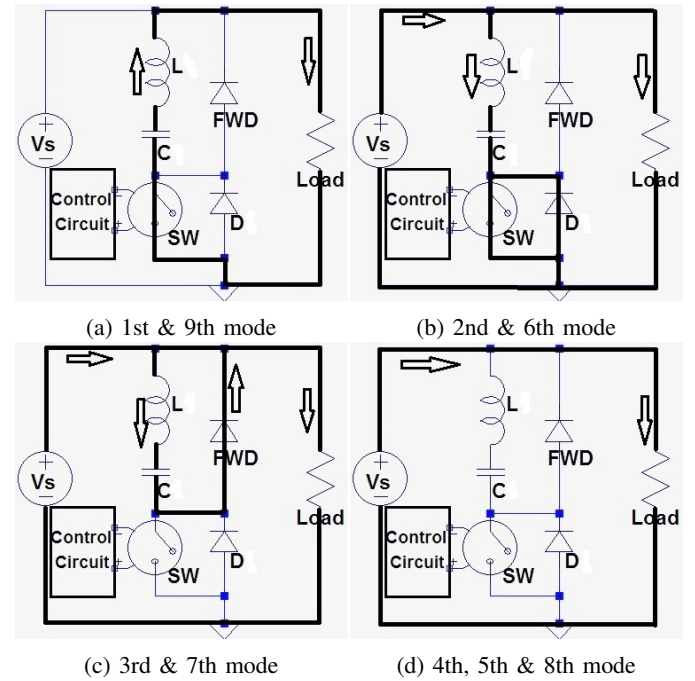 L
FWD
Vs
C
Load
Control
Circuit
D
SW
(a) 1st & 9th mode
L
FWD
Vs
C
Load
Control
Circuit
D
SW
(b) 2nd & 6th mode
L
FWD
Vs
C
Load
Control
Circuit
D
SW
(c) 3rd & 7th mode
L
FWD
Vs
C
Load
Control
Circuit
D
SW
(d) 4th, 5th & 8th mode